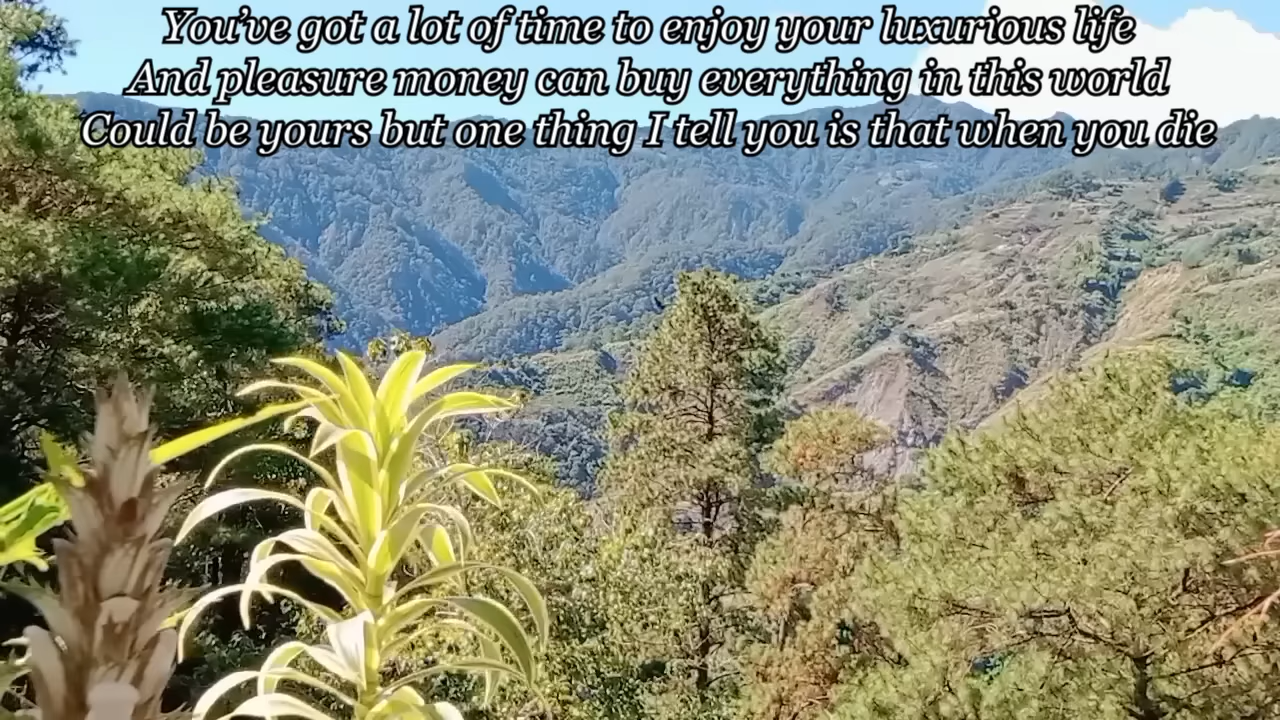 You've got a lot of time to enjoy your luxurious life
And pleasure money can buy everything in this world
Could be yours but one thing I tell you is that when you die